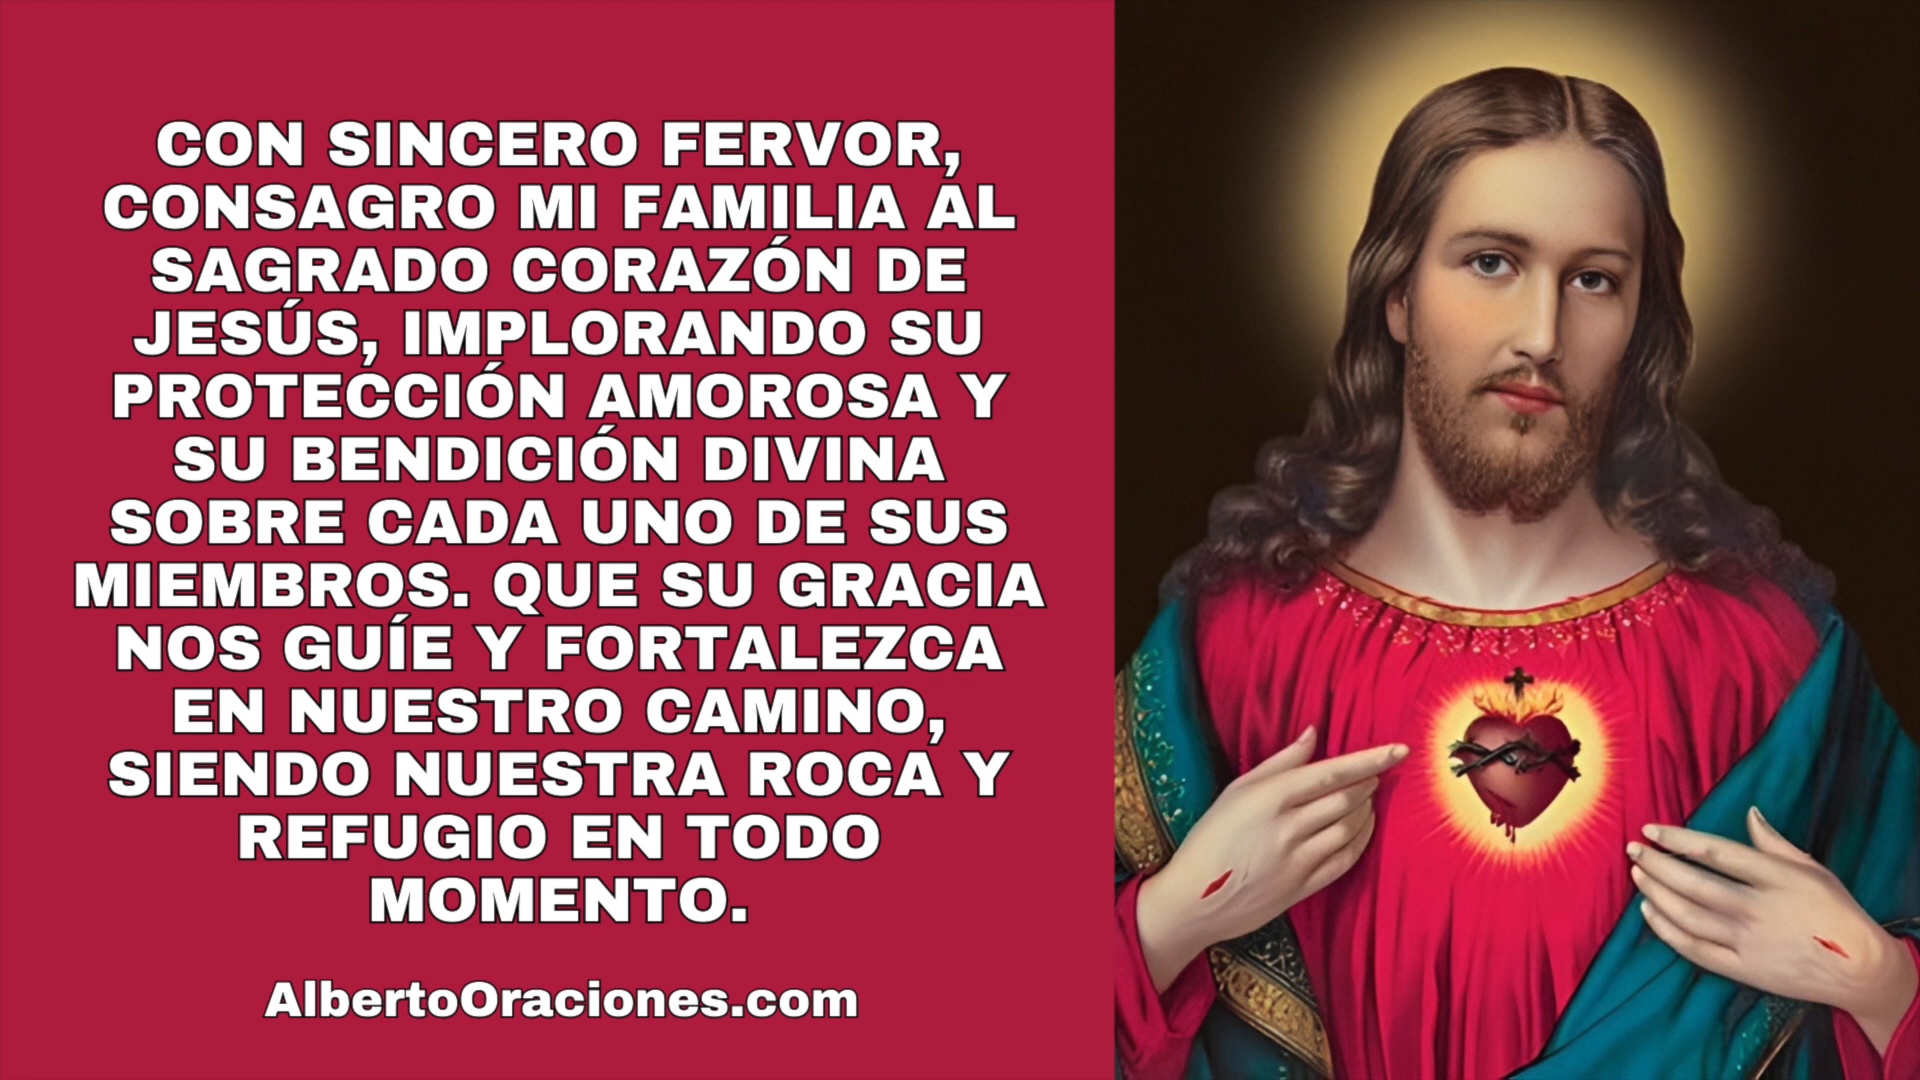 CON SINCERO FERVOR,
CONSAGRO MI FAMILIA AL
SAGRADO CORAZÓN DE
JESÚS, IMPLORANDO SU
PROTECCIÓN AMOROSA Y
SU BENDICIÓN DIVINA
SOBRE CADA UNO DE SUS
MIEMBROS. QUE SU GRACIA
NOS GUÍE Y FORTALEZCA
EN NUESTRO CAMINO,
SIENDO NUESTRA ROCA Y
REFUGIO EN TODO
MOMENTO.
AlbertoOraciones.com